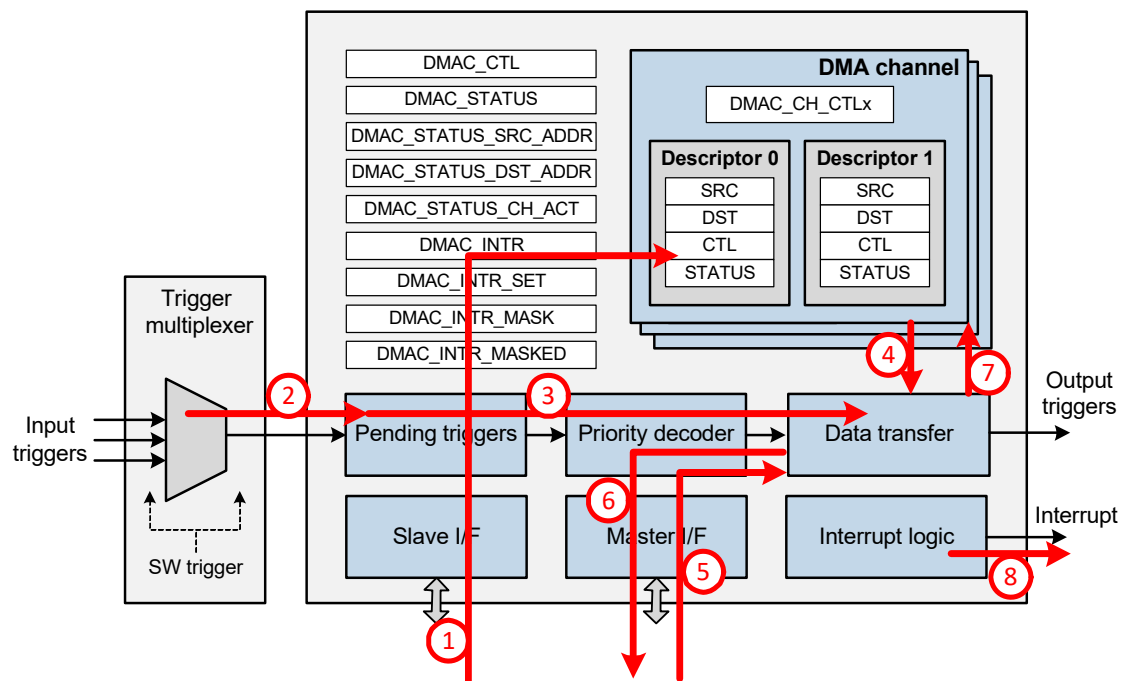 DMAC_CTL
DMAC_STATUS
DMAC_STATUS_SRC_ADDR
DMAC_STATUS_DST_ADDR
DMAC_STATUS_CH_ACT
DMAC_INTR
DMAC_INTR_SET
DMAC_INTR_MASK
DMAC_INTR_MASKED
DMA channel
DMAC_CH_CTLx
Descriptor 0
SRC
DST
CTL
STATUS
Descriptor 1
SRC
DST
CTL
STATUS
Trigger
multiplexer
Input
triggers
SW trigger
2
Pending triggers
3
Priority decoder
4
7
Data transfer
Output
triggers
Slave I/F
1
6
Master I/F
5
Interrupt logic
Interrupt
8